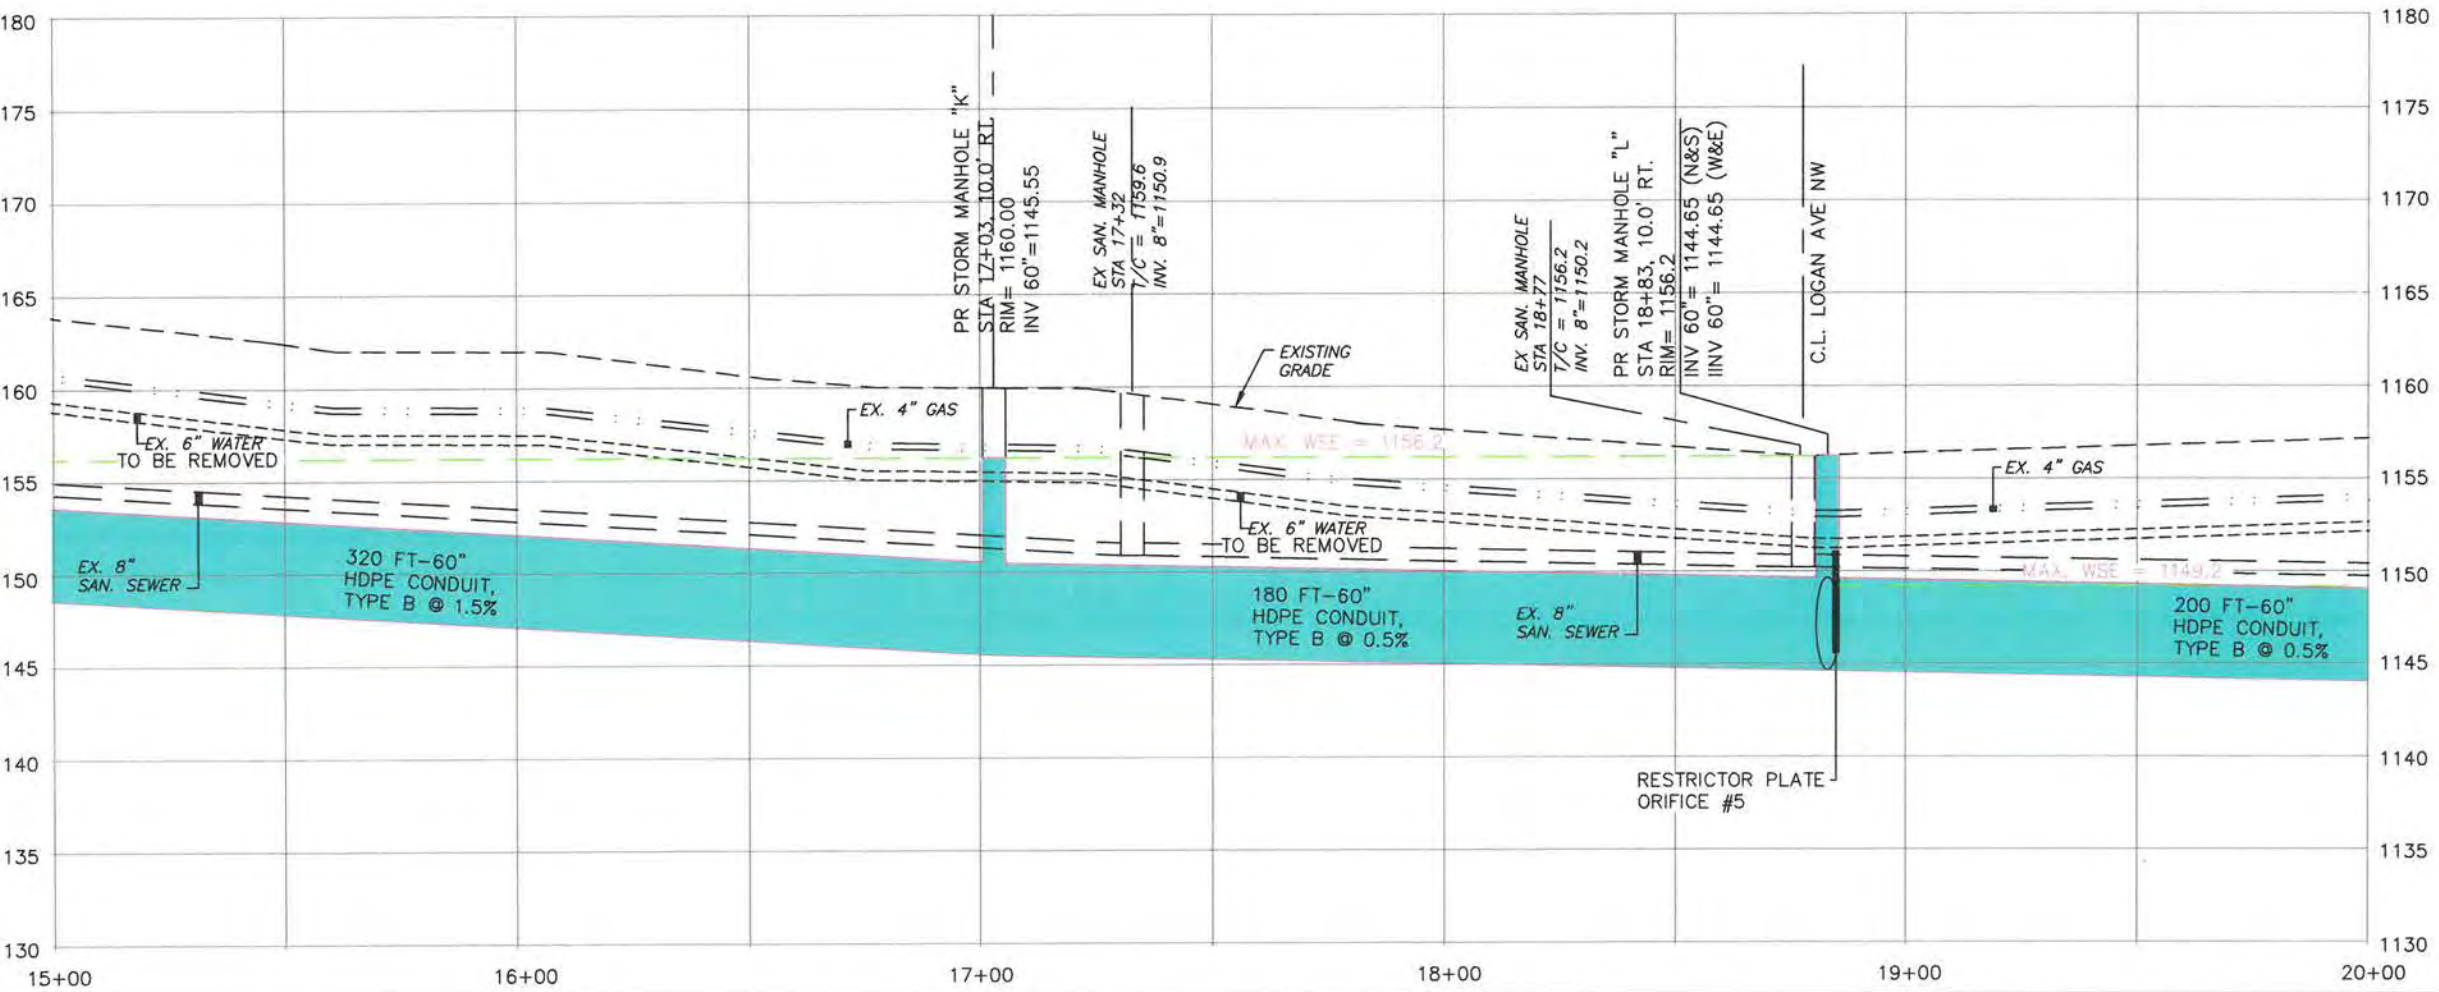 180
1180
175
1175
170
1170
165
1165
160
1160
155
1155
150
1150
145
1145
140
1140
135
1135
130
1130
PR STORM MANHOLE "K"
STA 17+03, 10.0' RT.
RIM= 1160.00
INV 60"=1145.55
EX SAN. MANHOLE
STA 17+32
T/C = 1159.6
INV. 8"=1150.9
EX SAN. MANHOLE
STA 18+77
T/C = 1156.2
INV. 8"=1150.2
PR STORM MANHOLE "L"
STA 18+83, 10.0' RT.
RIM= 1156.2
INV 60"= 1144.65 (N&S)
IINV 60"= 1144.65 (W&E)
C.L. LOGAN AVE NW
EXISTING
GRADE
EX. 4" GAS
EX. 6" WATER
TO BE REMOVED
MAX. WSE = 1156.2
EX. 4" GAS
EX. 6" WATER
TO BE REMOVED
EX. 8"
SAN. SEWER
320 FT-60"
HDPE CONDUIT,
TYPE B @ 1.5%
180 FT-60"
HDPE CONDUIT,
TYPE B @ 0.5%
EX. 8"
SAN. SEWER
MAX. WSE = 1149.2
200 FT-60"
HDPE CONDUIT,
TYPE B @ 0.5%
RESTRICTOR PLATE
ORIFICE #5
15+00
16+00
17+00
18+00
19+00
20+00